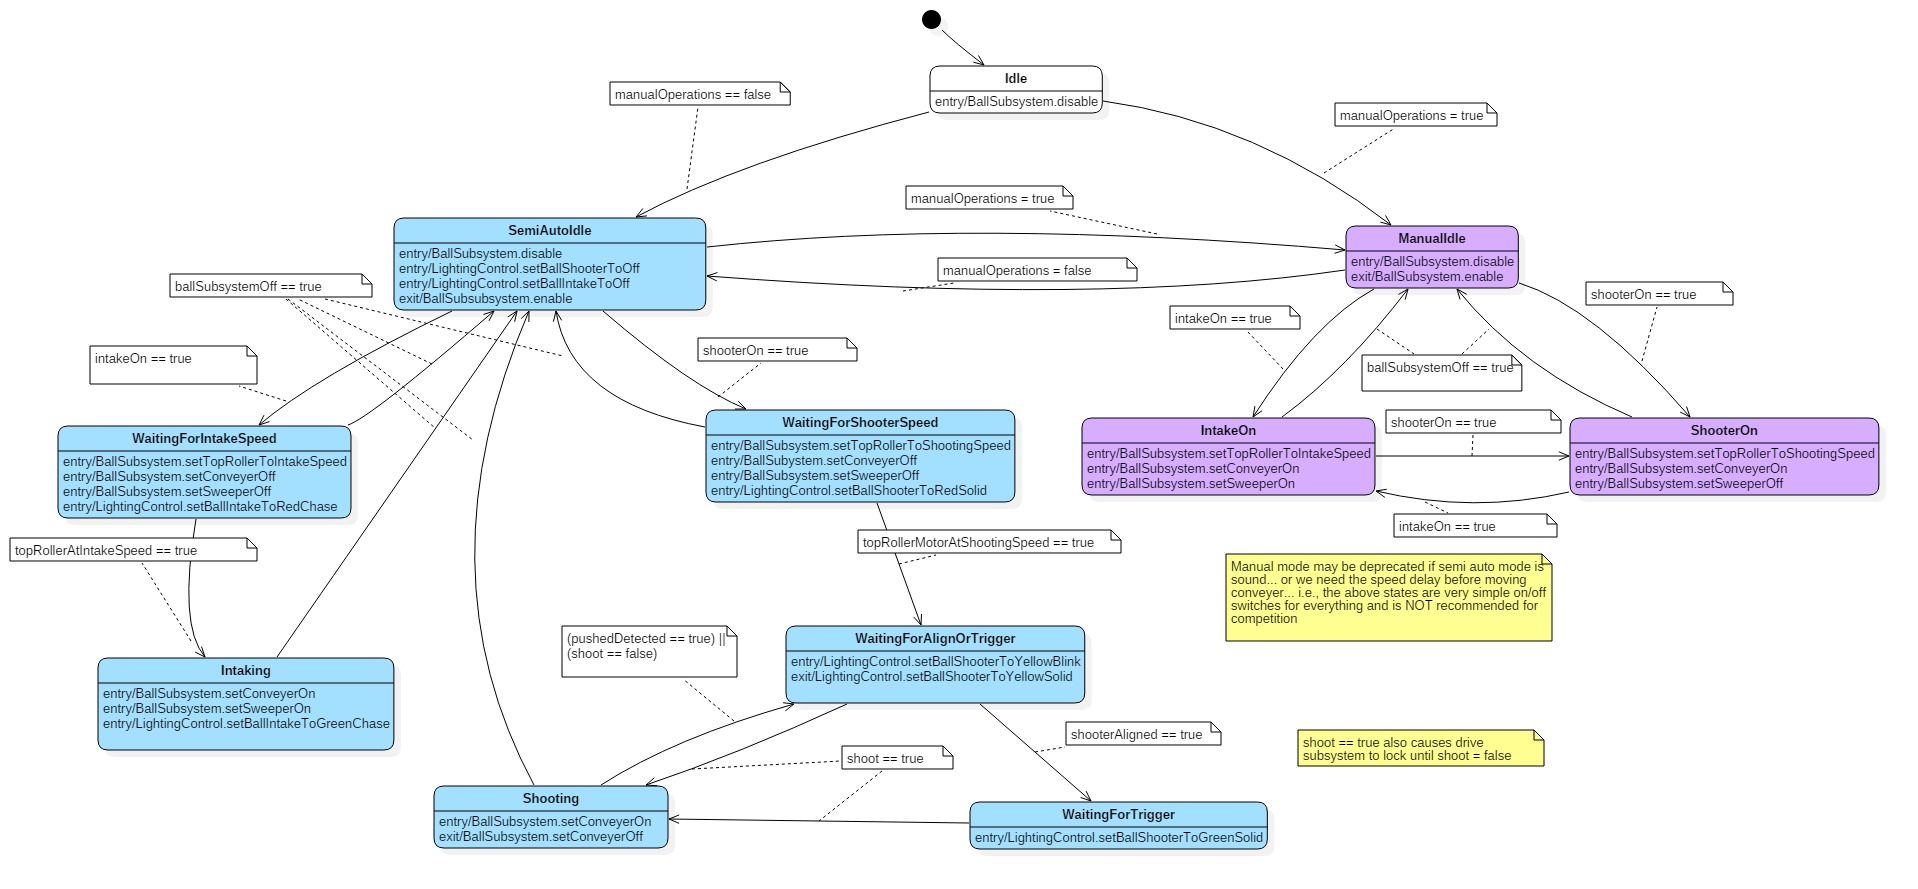 Idle
entry/BallSubsystem.disable
manualOperations == false
manualOperations = true
manualOperations = true
SemiAutoIdle
entry/BallSubsystem.disable
entry/LightingControl.setBallShooterToOff
entry/LightingControl.setBallIntakeToOff
exit/BallSubsubsystem.enable
ManualIdle
entry/BallSubsystem.disable
exit/BallSubsystem.enable
manualOperations = false
ballSubsystemOff == true
shooterOn == true
intakeOn == true
intakeOn == true
shooterOn == true
ballSubsystemOff == true
WaitingForIntakeSpeed
entry/BallSubsystem.setTopRollerToIntakeSpeed
entry/BallSubsystem.setConveyerOff
entry/BallSubsystem.setSweeperOff
entry/LightingControl.setBallIntakeToRedChase
WaitingForShooterSpeed
entry/BallSubsystem.setTopRollerToShootingSpeed
entry/BallSubystem.setConveyerOff
entry/BallSubsystem.setSweeperOff
entry/LightingControl.setBallShooterToRedSolid
IntakeOn
entry/BallSubsystem.setTopRollerToIntakeSpeed
entry/BallSubsystem.setConveyerOn
entry/BallSubsystem.setSweeperOn
shooterOn == true
ShooterOn
entry/BallSubsystem.setTopRollerToShootingSpeed
entry/BallSubsystem.setConveyerOn
entry/BallSubsystem.setSweeperOff
intakeOn == true
topRollerAtIntakeSpeed == true
topRollerMotorAtShootingSpeed == true
Manual mode may be deprecated if semi auto mode is
sound... or we need the speed delay before moving
conveyer... i.e., the above states are very simple on/off
switches for everything and is NOT recommended for
competition
(pushedDetected == true) ||
(shoot == false)
WaitingForAlignOrTrigger
entry/LightingControl.setBallShooterToYellowBlink
exit/LightingControl.setBallShooterToYellowSolid
Intaking
entry/BallSubsystem.setConveyerOn
entry/BallSubsystem.setSweeperOn
entry/LightingControl.setBallIntakeToGreenChase
shooterAligned == true
shoot == true
shoot == true also causes drive
subsystem to lock until shoot = false
Shooting
entry/BallSubsystem.setConveyerOn
exit/BallSubsystem.setConveyerOff
WaitingForTrigger
entry/LightingControl.setBallShooterToGreenSolid